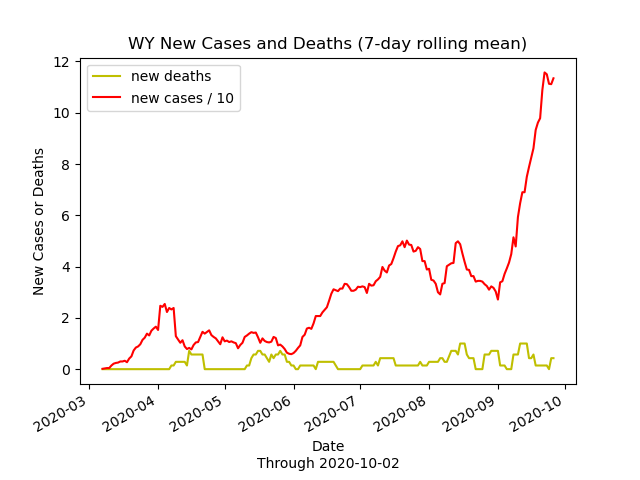 WY New Cases and Deaths (7-day rolling mean)
new deaths
new cases / 10
New Cases or Deaths
12
10
8
6
4
2
0
2020-03
2020-04
2020-05
2020-06
2020-07
2020-08
2020-09
2020-10
Date
Through 2020-10-02